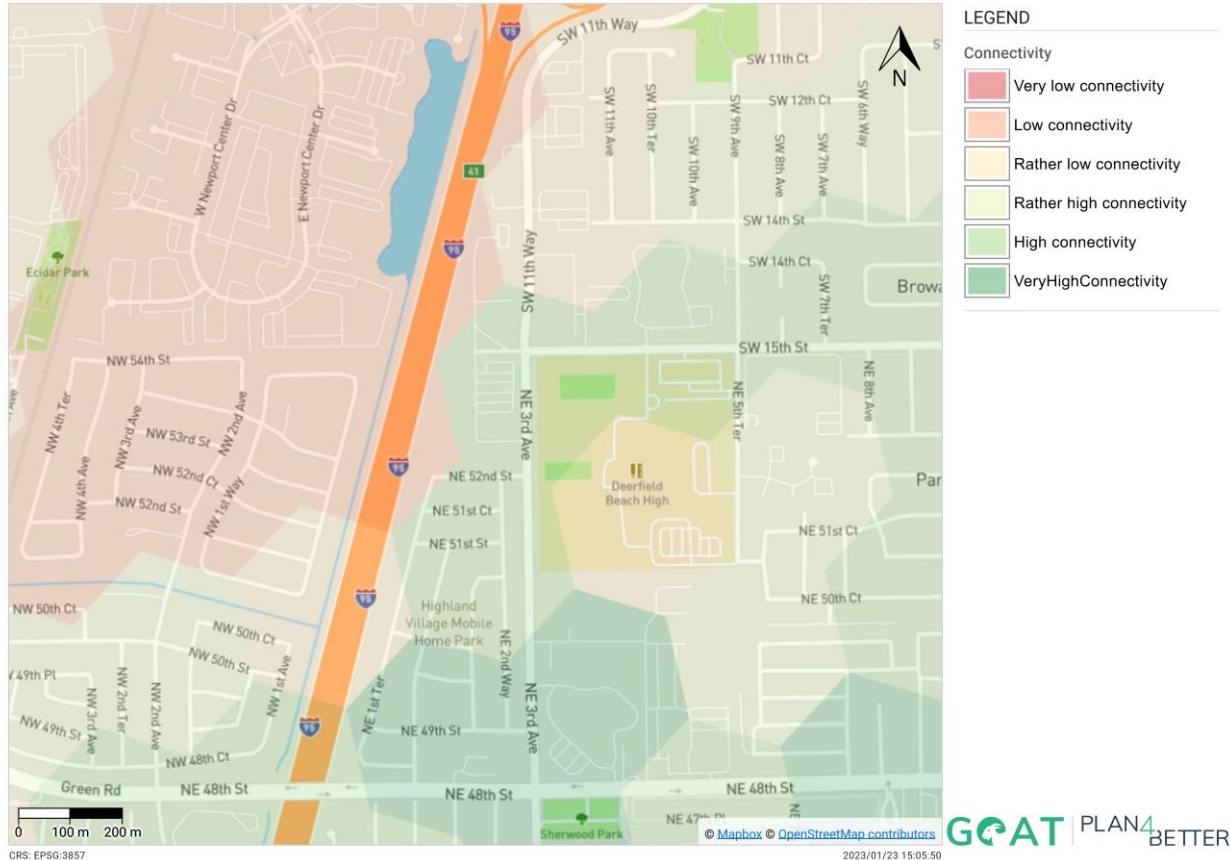 LEGEND
Connectivity
Very low connectivity
Low connectivity
Rather low connectivity
Rather high connectivity
High connectivity
VeryHighConnectivity
N
95
SW 11th Way
SW 11th Ct
SW 12th Ct
SW 11th Ave
SW 10th Ter
SW 10th Ave
SW 9th Ave
SW 8th Ave
SW 7th Ave
SW 6th Way
W Newport Center Dr
E Newport Center Dr
41
95
SW 14th St
SW 14th Ct
SW 7th Ter
SW 11th Way
Ecidar Park
Browa
NW 54th St
SW 15th St
NW 4th Ter
NW 3rd Ave
NW 2nd Ave
NW 53rd St
NW 52nd Ct
NW 52nd St
NW 4th Ave
NW 1st Way
NE 3rd Ave
NE 5th Ter
NE 8th Ave
95
NE 52nd St
Deerfield
Beach High
Par
NE 51st Ct
NE 51st St
NE 51st Ct
95
NE 50th Ct
Highland
Village Mobile
Home Park
NW 50th Ct
NW 50th Ct
NW 50th St
NE 2nd Way
NE 3rd Ave
NE 1st Ter
NW 1st Ave
49th Pl
NW 3rd Ave
NW 2nd Ter
NW 2nd Ave
NW 49th St
95
NE 49th St
NW 48th Ct
Green Rd
NE 48th St
NE 48th St
NE 48th St
NE 47th Pl
Sherwood Park
0 100 m 200 m
© Mapbox © OpenStreetMap contributors
GOAT PLAN4
BETTER
CRS: EPSG:3857
2023/01/23 15:05:50